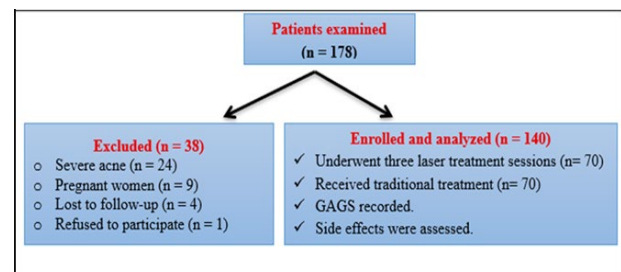 Patients examined
(n = 178)
Excluded (n = 38)
o Severe acne (n = 24)
o Pregnant women (n = 9)
o Lost to follow-up (n = 4)
o Refused to participate (n = 1)
Enrolled and analyzed (n = 140)
✓ Underwent three laser treatment sessions (n= 70)
✓ Received traditional treatment (n= 70)
✓ GAGS recorded.
✓ Side effects were assessed.